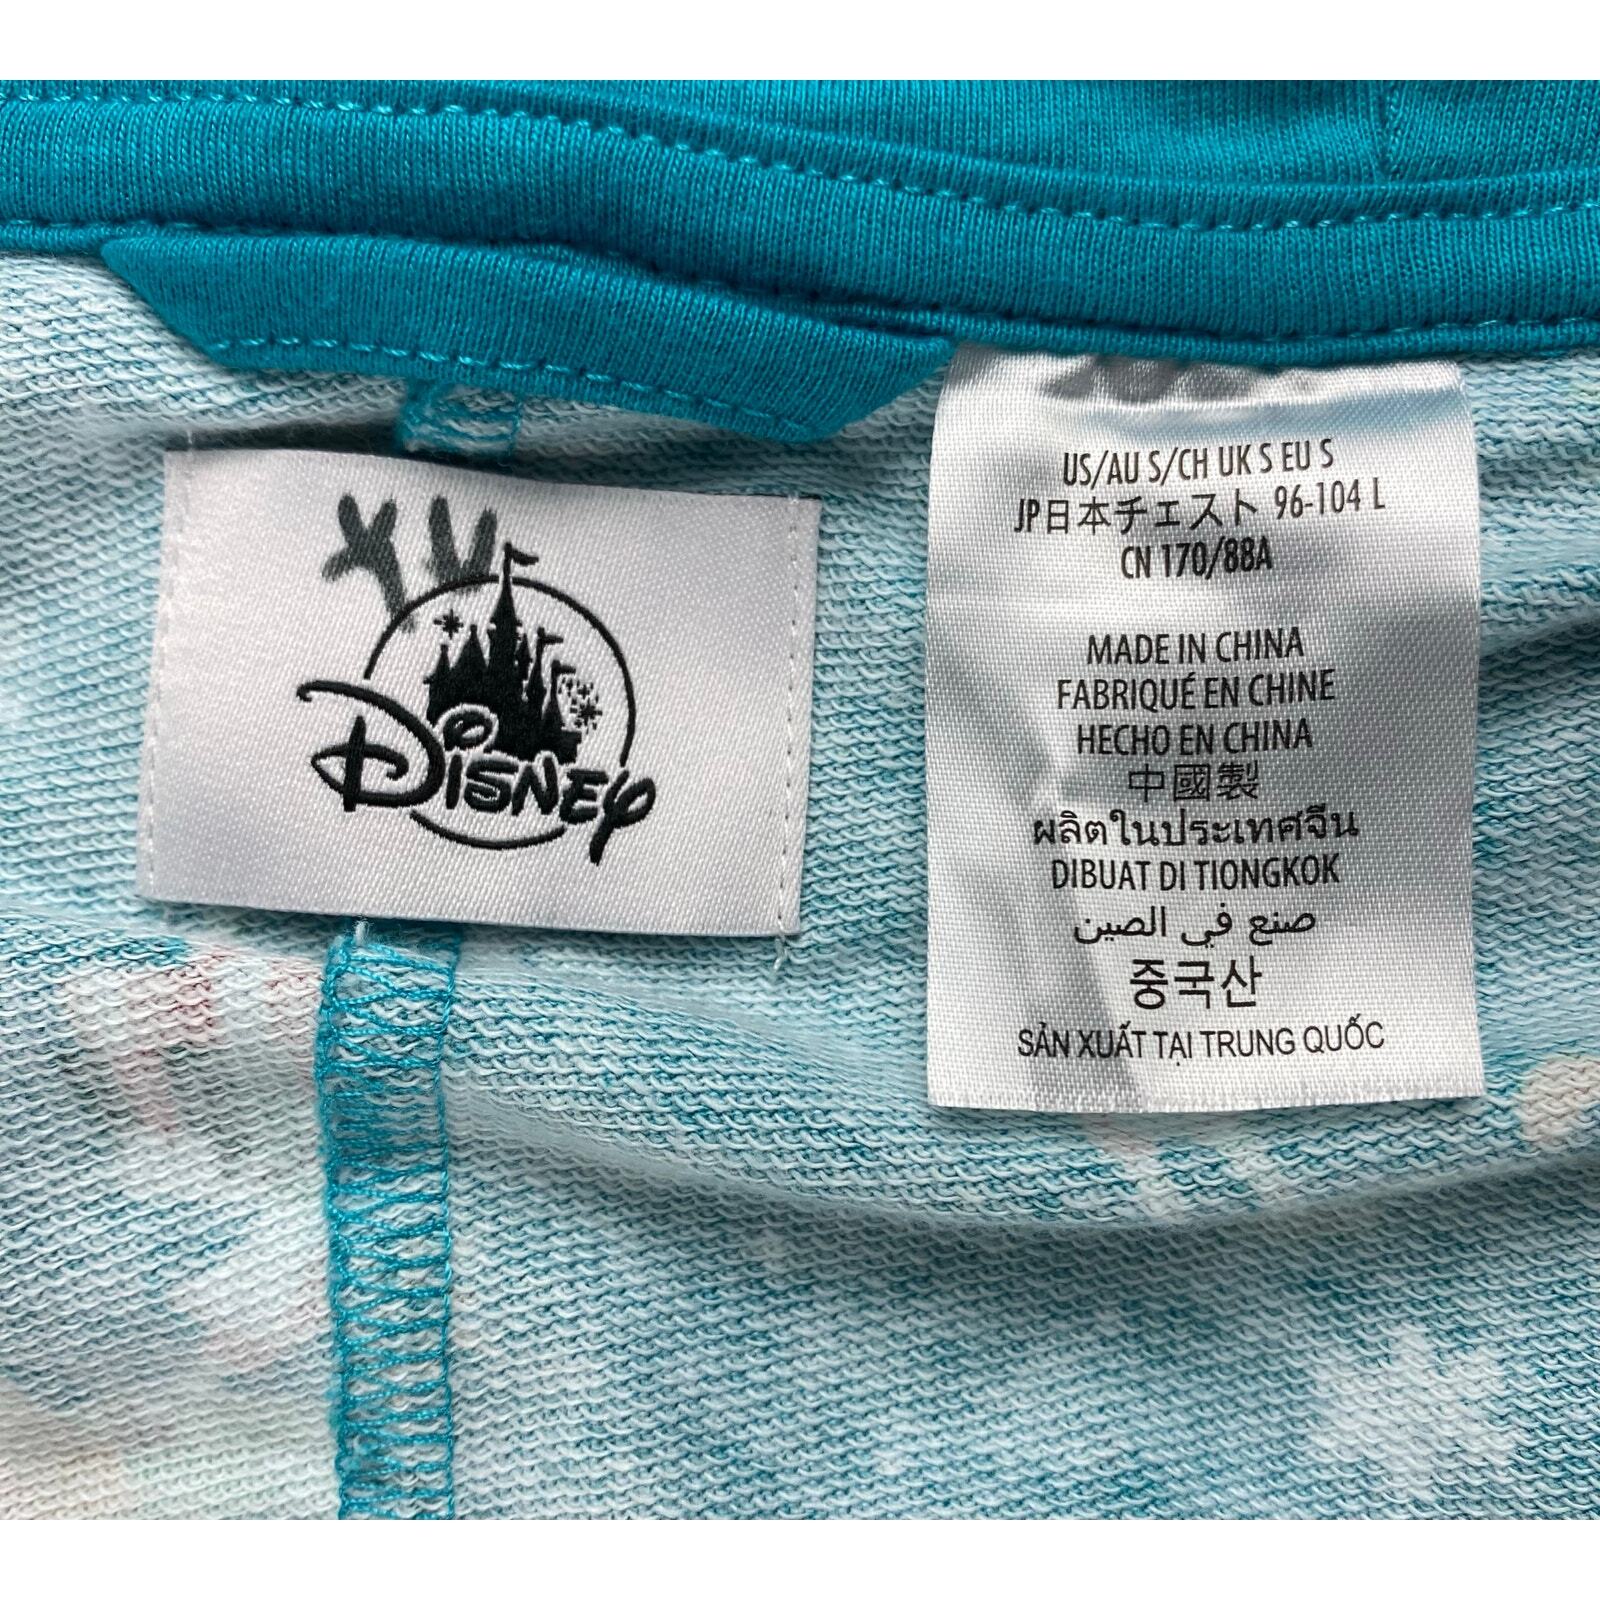 XV
Disney
US/AU S/CH UK S EU S
JP日本チエスト 96-104 L
CN 170/88A
MADE IN CHINA
FABRIQUÉ EN CHINE
HECHO EN CHINA
中國製
ผลิตในประเทศจีน
DIBUAT DI TIONGKOK
صنع في الصين
중국산
SẢN XUẤT TẠI TRUNG QUỐC